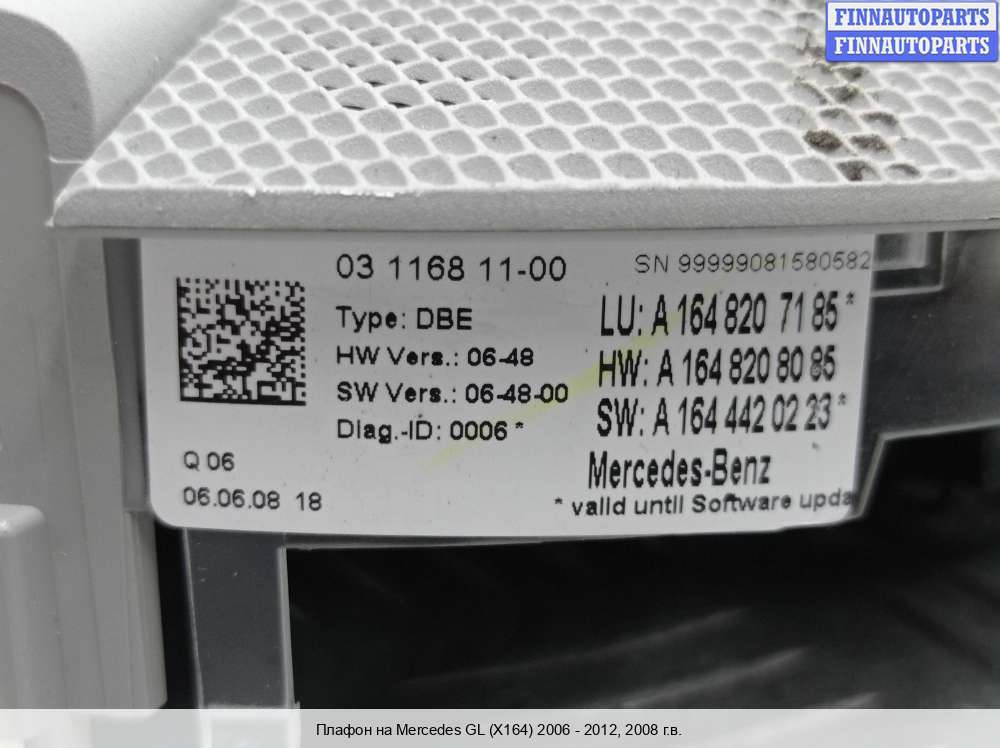 FINNAUTOPARTS
FINNAUTOPARTS
03 1168 11-00
SN 99999081580582
Type: DBE
HW Vers.: 06-48
SW Vers.: 06-48-00
Diag.-ID: 0006 *
LU: A 164 820 71 85 *
HW: A 164 820 80 85
SW: A 164 442 02 23 *
Mercedes-Benz
Q 06
06.06.08 18
* valid until Software upda
Плафон на Mercedes GL (X164) 2006 - 2012, 2008 г.в.